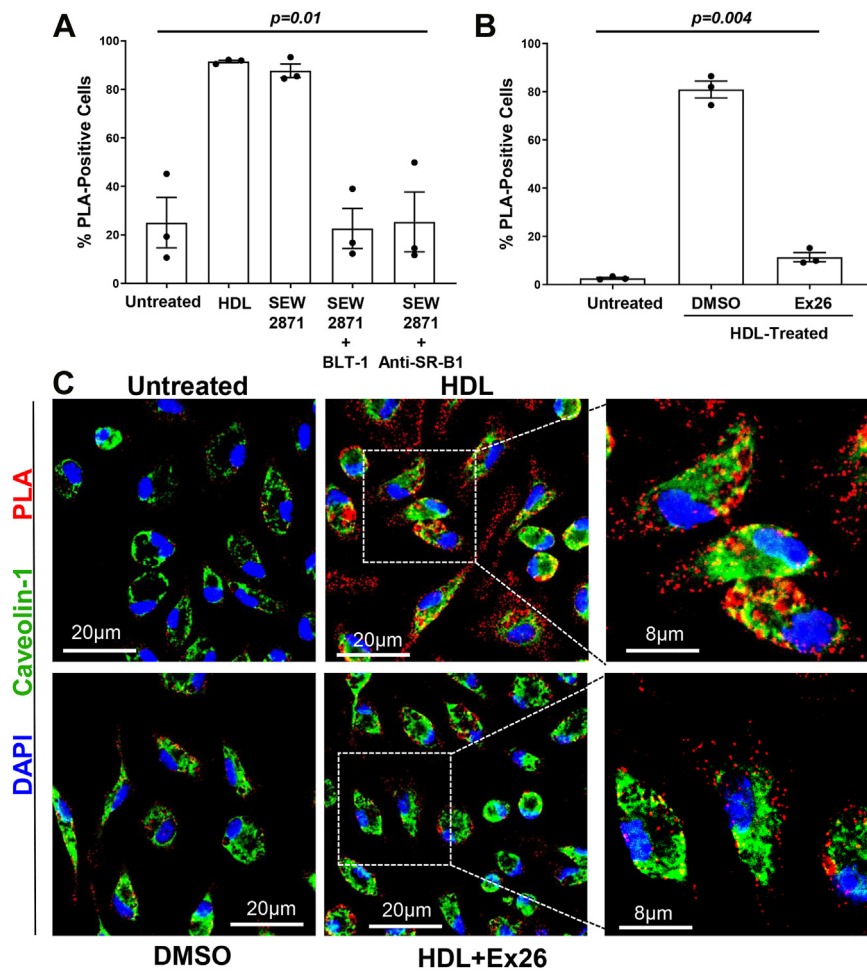 A
p=0.01
% PLA-Positive Cells
100
80
60
40
20
0
Untreated
HDL
SEW
2871
SEW
2871
+
BLT-1
SEW
2871
+
Anti-SR-B1
B
p=0.004
% PLA-Positive Cells
100
80
60
40
20
0
Untreated
DMSO
Ex26
HDL-Treated
C
Untreated
HDL
DAPI Caveolin-1 PLA
20µm
20µm
8µm
20µm
20µm
8µm
DMSO
HDL+Ex26